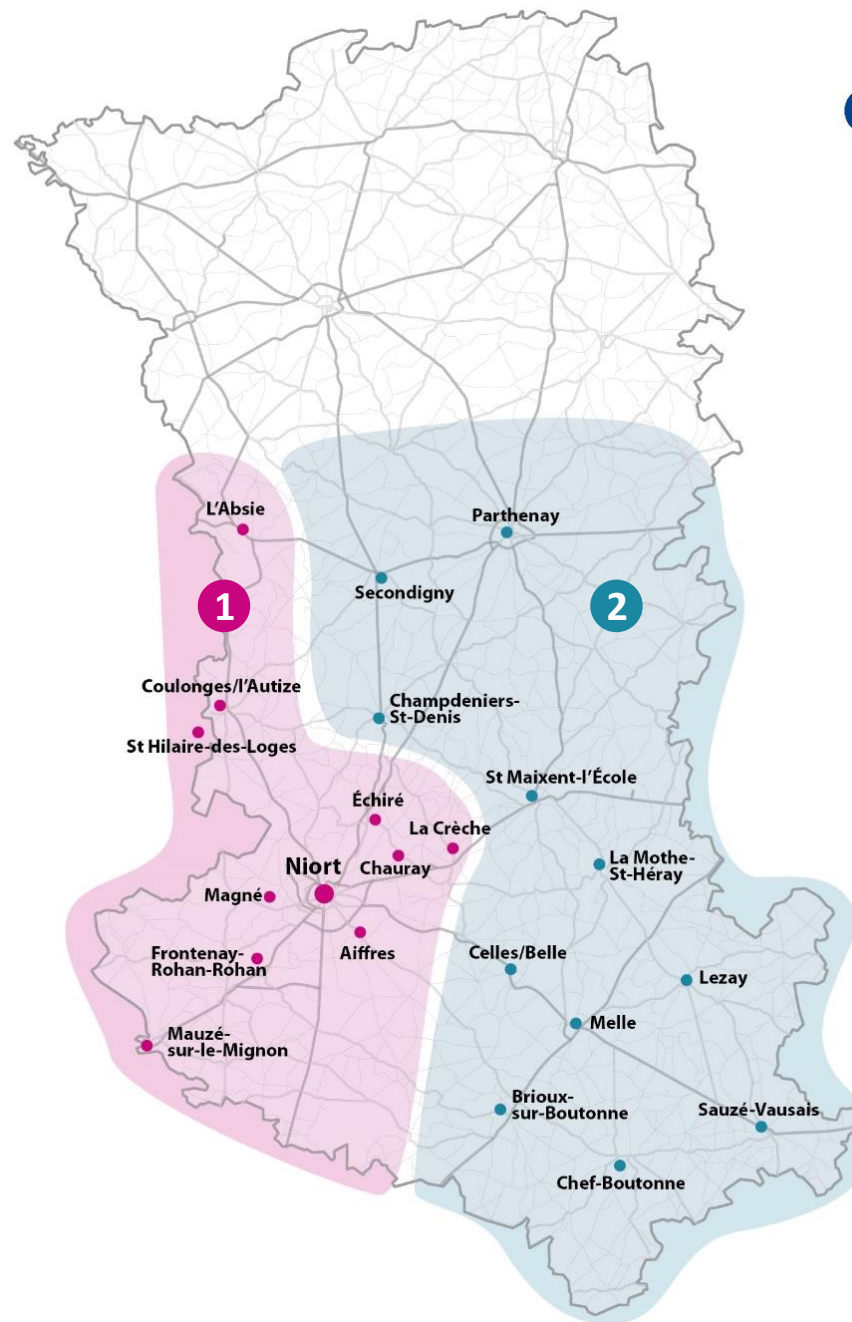 L'Absie
Parthenay
Secondigny
1
2
Coulonges/l'Autize
Champdeniers-
St-Denis
St Hilaire-des-Loges
St Maixent-l'École
Échiré
La Crèche
Chauray
Niort
La Mothe-
St-Héray
Magné
Aiffres
Frontenay-
Rohan-Rohan
Celles/Belle
Lezay
Melle
Mauzé-
sur-le-Mignon
Brioux-
sur-Boutonne
Sauzé-Vausais
Chef-Boutonne